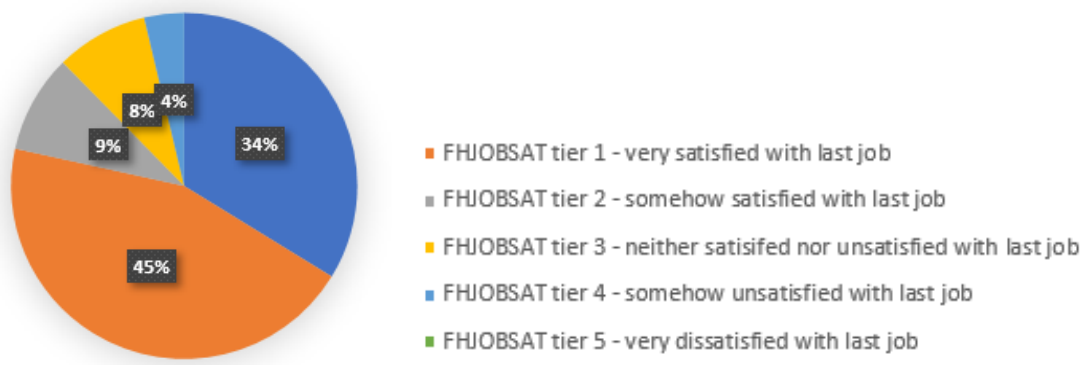 4%
8%
34%
9%
45%
FHJOBSAT tier 1 - very satisfied with last job
FHJOBSAT tier 2 - somehow satisfied with last job
FHJOBSAT tier 3 - neither satisifed nor unsatisfied with last job
FHJOBSAT tier 4 - somehow unsatisfied with last job
FHJOBSAT tier 5 - very dissatisfied with last job